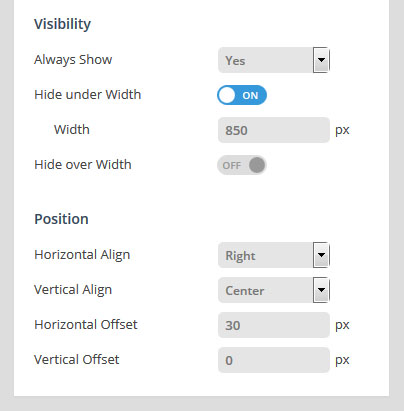 Visibility
Always Show Yes
Hide under Width ON
Width 850 px
Hide over Width OFF
Position
Horizontal Align Right
Vertical Align Center
Horizontal Offset 30 px
Vertical Offset 0 px